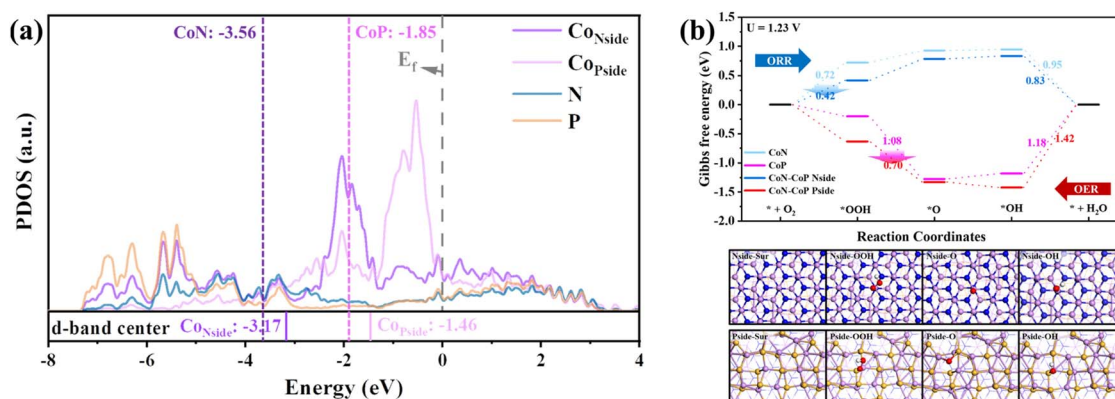 (a)
CoN: -3.56
CoP: -1.85
E_f
Co_Nside
Co_Pside
N
P
PDOS (a.u.)
d-band center
Co_Nside: -3.17
Co_Pside: -1.46
-8 -6 -4 -2 0 2 4
Energy (eV)
(b)
U = 1.23 V
ORR
0.72
0.42
0.95
0.83
1.08
0.70
1.18
1.42
CoN
CoP
CoN-CoP Nside
CoN-CoP Pside
OER
Gibbs free energy (eV)
1.5
1.0
0.5
0.0
-0.5
-1.0
-1.5
-2.0
* + O₂ *OOH *O *OH * + H₂O
Reaction Coordinates
Nside-Sur Nside-OOH Nside-O Nside-OH
Pside-Sur Pside-OOH Pside-O Pside-OH